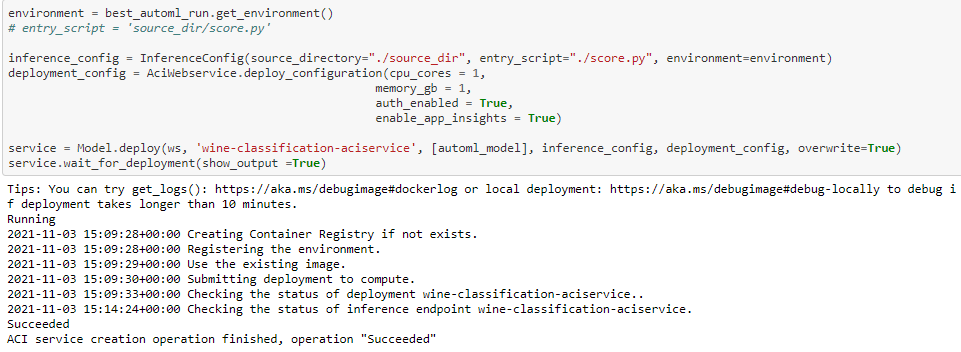 environment = best_automl_run.get_environment()
# entry_script = 'source_dir/score.py'
inference_config = InferenceConfig(source_directory="./source_dir", entry_script="./score.py", environment=environment)
deployment_config = AciWebservice.deploy_configuration(cpu_cores = 1,
memory_gb = 1,
auth_enabled = True,
enable_app_insights = True)
service = Model.deploy(ws, 'wine-classification-aciservice', [automl_model], inference_config, deployment_config, overwrite=True)
service.wait_for_deployment(show_output =True)
Tips: You can try get_logs(): https://aka.ms/debugimage#dockerlog or local deployment: https://aka.ms/debugimage#debug-locally to debug i
f deployment takes longer than 10 minutes.
Running
2021-11-03 15:09:28+00:00 Creating Container Registry if not exists.
2021-11-03 15:09:28+00:00 Registering the environment.
2021-11-03 15:09:29+00:00 Use the existing image.
2021-11-03 15:09:30+00:00 Submitting deployment to compute.
2021-11-03 15:09:33+00:00 Checking the status of deployment wine-classification-aciservice..
2021-11-03 15:14:24+00:00 Checking the status of inference endpoint wine-classification-aciservice.
Succeeded
ACI service creation operation finished, operation "Succeeded"